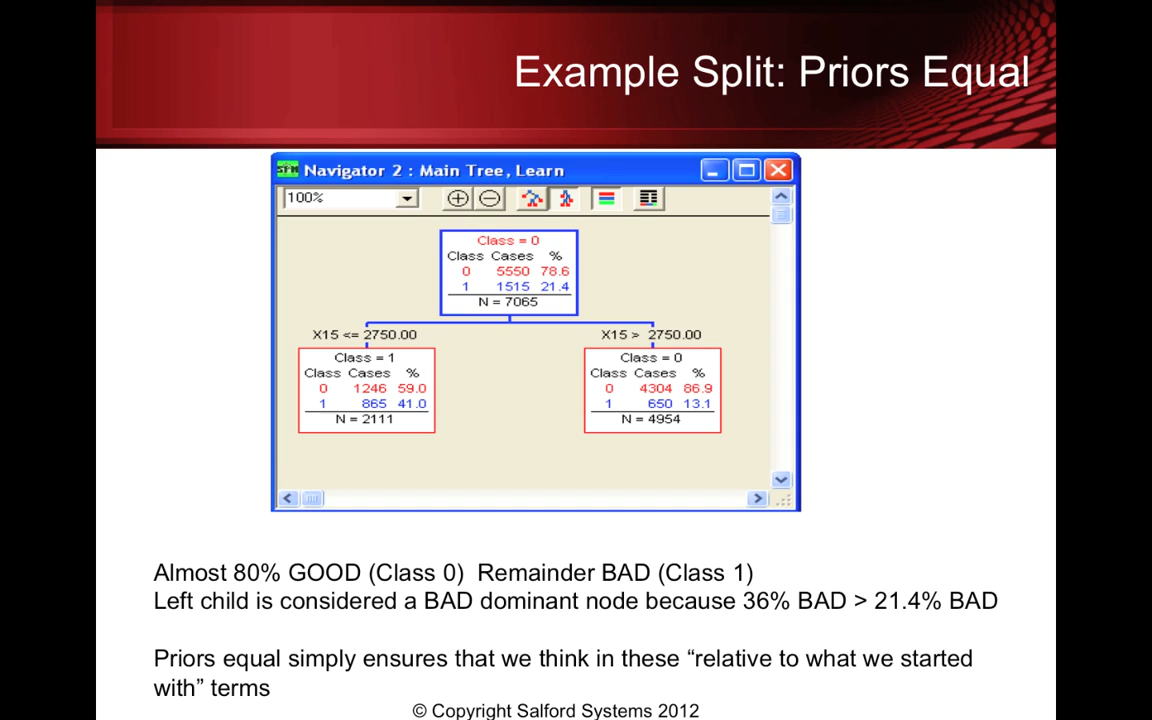 Example Split: Priors Equal
SPM Navigator 2 : Main Tree, Learn
100%
Class = 0
Class Cases %
0 5550 78.6
1 1515 21.4
N = 7065
X15 <= 2750.00 X15 > 2750.00
Class = 1 Class = 0
Class Cases % Class Cases %
0 1246 59.0 0 4304 86.9
1 865 41.0 1 650 13.1
N = 2111 N = 4954
Almost 80% GOOD (Class 0)  Remainder BAD (Class 1)
Left child is considered a BAD dominant node because 36% BAD > 21.4% BAD
Priors equal simply ensures that we think in these “relative to what we started
with” terms
© Copyright Salford Systems 2012